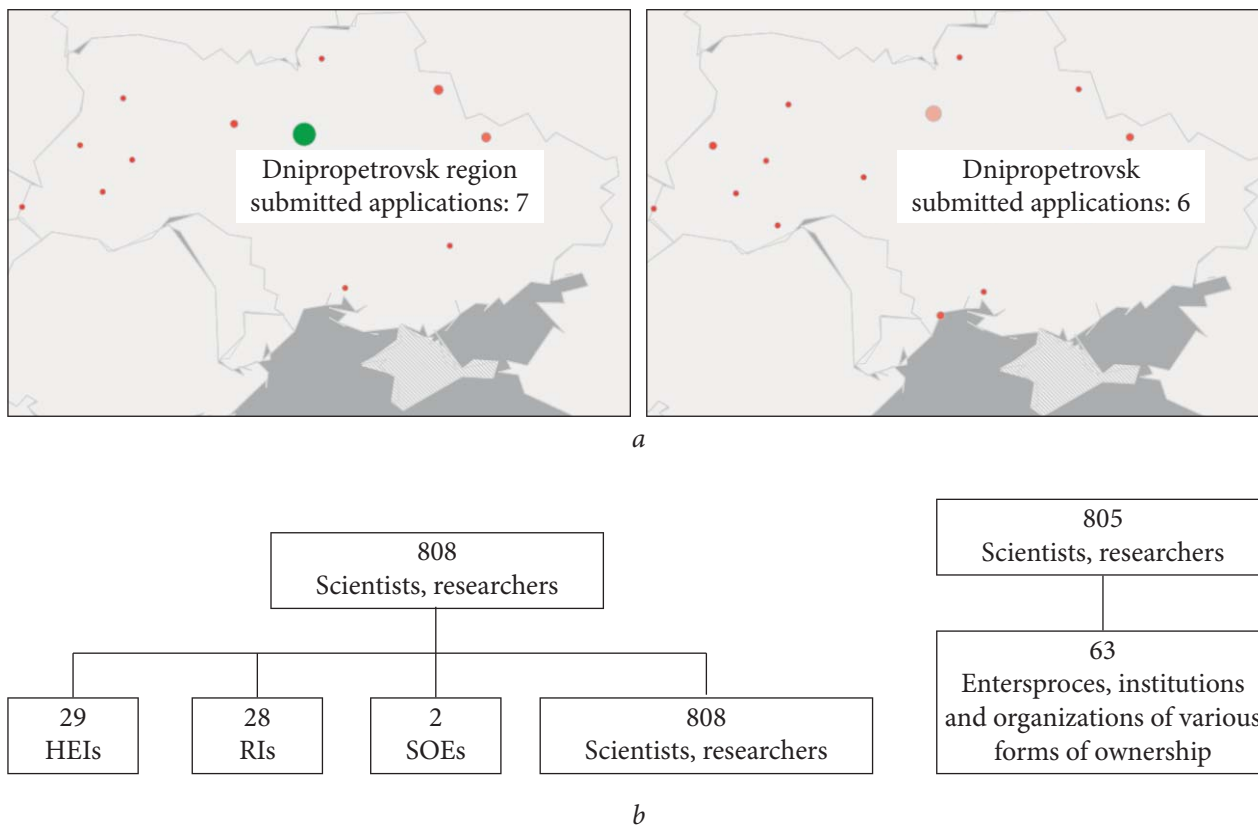 Dnipropetrovsk region
submitted applications: 7
Dnipropetrovsk
submitted applications: 6
a
808
Scientists, researchers
29
HEIs
28
RIs
2
SOEs
808
Scientists, researchers
805
Scientists, researchers
63
Entersproces, institutions
and organizations of various
forms of ownership
b